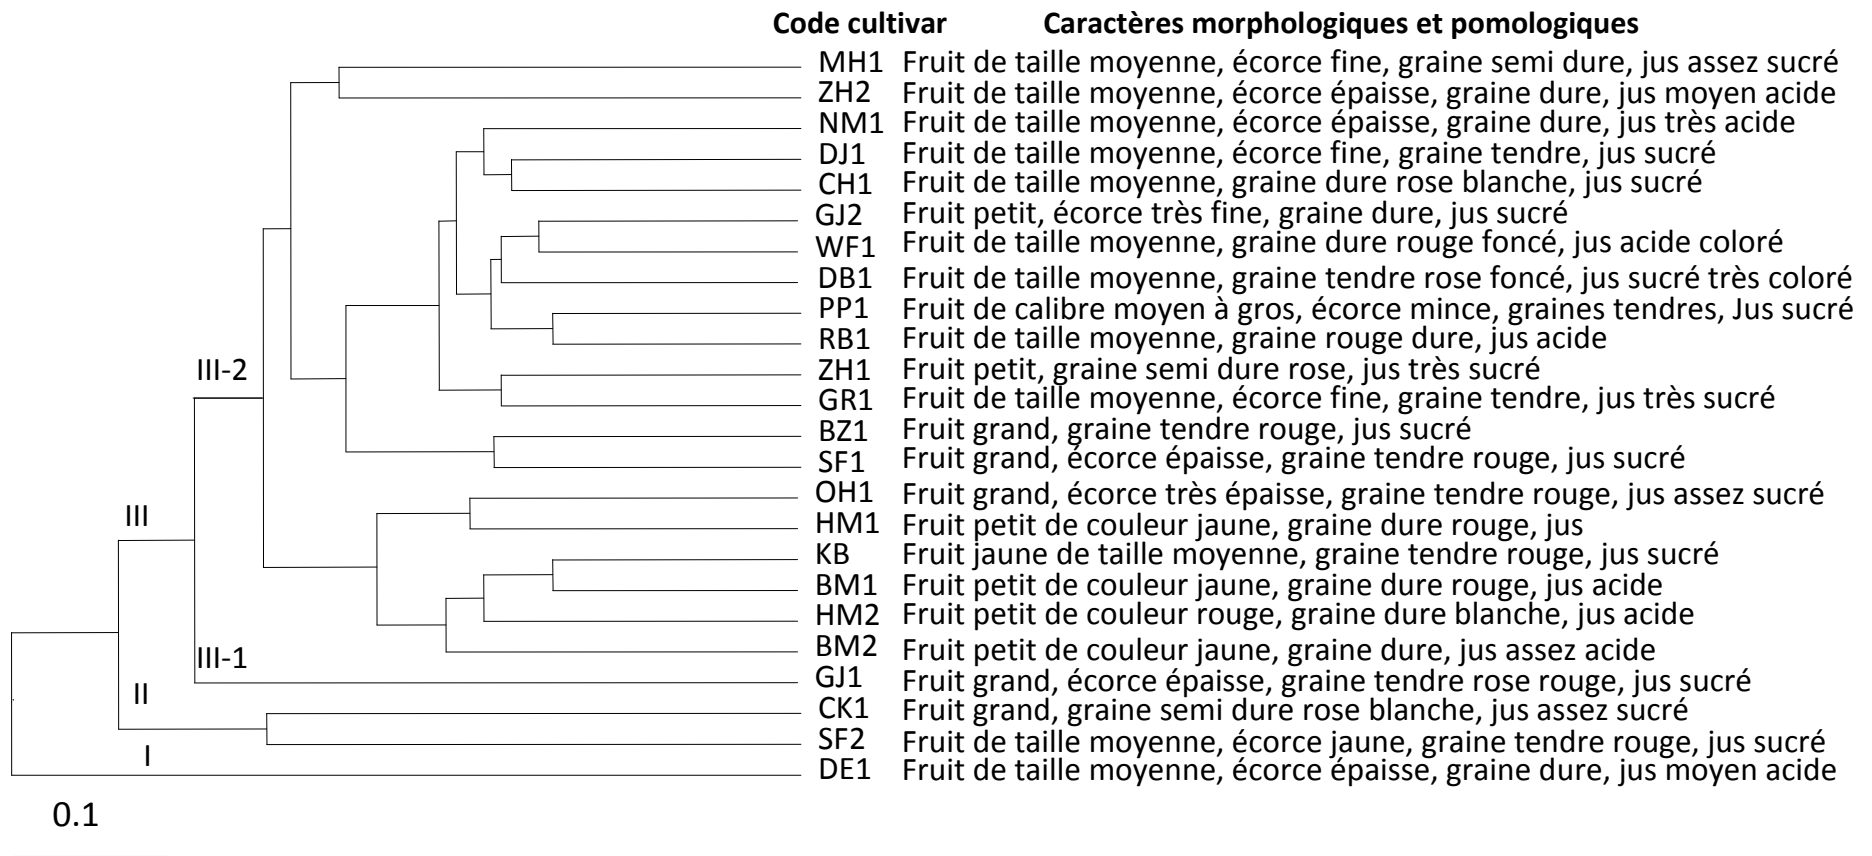 Code cultivar Caractères morphologiques et pomologiques
MH1 Fruit de taille moyenne, écorce fine, graine semi dure, jus assez sucré
ZH2 Fruit de taille moyenne, écorce épaisse, graine dure, jus moyen acide
NM1 Fruit de taille moyenne, écorce épaisse, graine dure, jus très acide
DJ1 Fruit de taille moyenne, écorce fine, graine tendre, jus sucré
CH1 Fruit de taille moyenne, graine dure rose blanche, jus sucré
GJ2 Fruit petit, écorce très fine, graine dure, jus sucré
WF1 Fruit de taille moyenne, graine dure rouge foncé, jus acide coloré
DB1 Fruit de taille moyenne, graine tendre rose foncé, jus sucré très coloré
PP1 Fruit de calibre moyen à gros, écorce mince, graines tendres, Jus sucré
RB1 Fruit de taille moyenne, graine rouge dure, jus acide
III-2 ZH1 Fruit petit, graine semi dure rose, jus très sucré
GR1 Fruit de taille moyenne, écorce fine, graine tendre, jus très sucré
BZ1 Fruit grand, graine tendre rouge, jus sucré
SF1 Fruit grand, écorce épaisse, graine tendre rouge, jus sucré
OH1 Fruit grand, écorce très épaisse, graine tendre rouge, jus assez sucré
III HM1 Fruit petit de couleur jaune, graine dure rouge, jus
KB Fruit jaune de taille moyenne, graine tendre rouge, jus sucré
BM1 Fruit petit de couleur jaune, graine dure rouge, jus acide
HM2 Fruit petit de couleur rouge, graine dure blanche, jus acide
III-1 BM2 Fruit petit de couleur jaune, graine dure, jus assez acide
II GJ1 Fruit grand, écorce épaisse, graine tendre rose rouge, jus sucré
CK1 Fruit grand, graine semi dure rose blanche, jus assez sucré
I SF2 Fruit de taille moyenne, écorce jaune, graine tendre rouge, jus sucré
DE1 Fruit de taille moyenne, écorce épaisse, graine dure, jus moyen acide
0.1